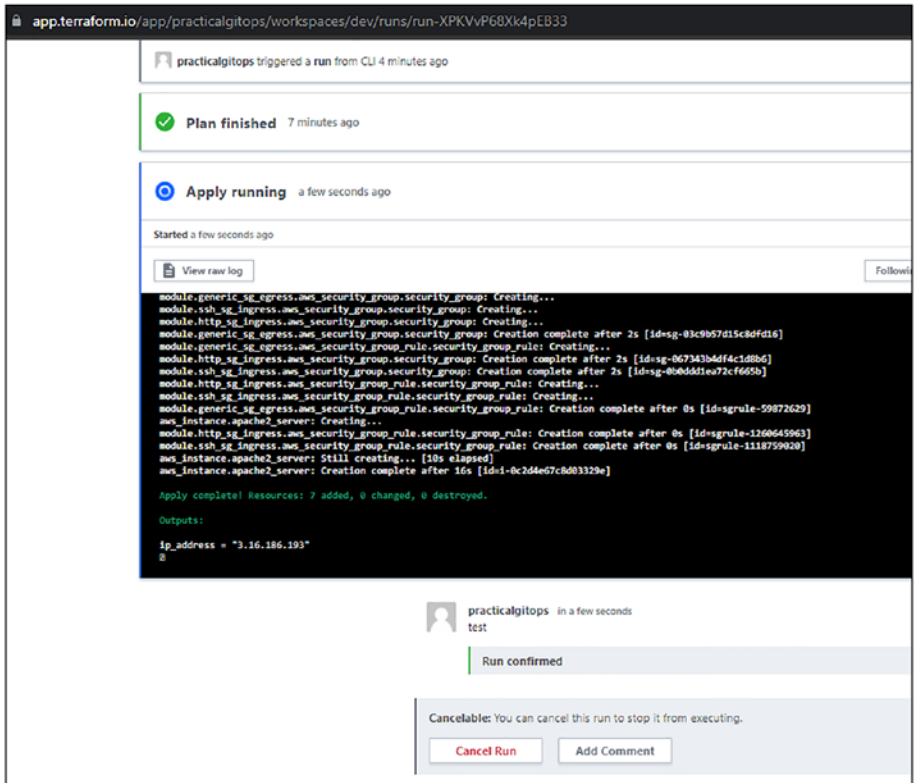 app.terraform.io/app/practicalgitops/workspaces/dev/runs/run-XPKVvP68Xk4pEB33
practicalgitops triggered a run from CLI 4 minutes ago
Plan finished 7 minutes ago
Apply running a few seconds ago
Started a few seconds ago
View raw log
Followi
module.generic_sg_egress.aws_security_group.security_group: Creating...
module.ssh_sg_ingress.aws_security_group.security_group: Creating...
module.http_sg_ingress.aws_security_group.security_group: Creating...
module.generic_sg_egress.aws_security_group.security_group: Creation complete after 2s [id=sg-03c9b57d15c8dfd16]
module.generic_sg_egress.aws_security_group_rule.security_group_rule: Creating...
module.http_sg_ingress.aws_security_group.security_group: Creation complete after 2s [id=sg-067343b4df4c1d8b6]
module.ssh_sg_ingress.aws_security_group.security_group: Creation complete after 2s [id=sg-0b0ddd1ea72cf665b]
module.http_sg_ingress.aws_security_group_rule.security_group_rule: Creating...
module.ssh_sg_ingress.aws_security_group_rule.security_group_rule: Creating...
module.generic_sg_egress.aws_security_group_rule.security_group_rule: Creation complete after 0s [id=sgrule-59872629]
aws_instance.apache2_server: Creating...
module.http_sg_ingress.aws_security_group_rule.security_group_rule: Creation complete after 0s [id=sgrule-1260645963]
module.ssh_sg_ingress.aws_security_group_rule.security_group_rule: Creation complete after 0s [id=sgrule-1118759020]
aws_instance.apache2_server: Still creating... [10s elapsed]
aws_instance.apache2_server: Creation complete after 16s [id=i-0c2d4e67c8d03329e]
Apply complete! Resources: 7 added, 0 changed, 0 destroyed.
Outputs:
ip_address = "3.16.186.193"
practicalgitops in a few seconds
test
Run confirmed
Cancelable: You can cancel this run to stop it from executing.
Cancel Run
Add Comment